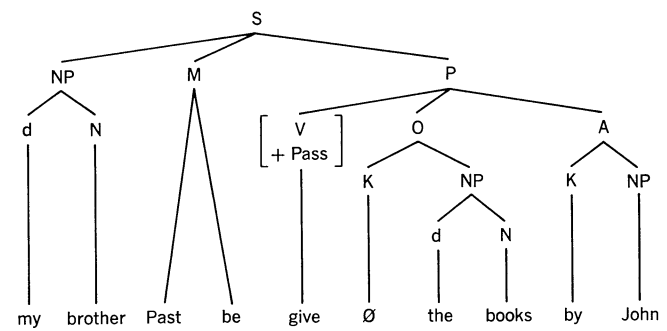 S
NP M P
d N V O A
+ Pass
K NP K NP
d N
my brother Past be give Ø the books by John